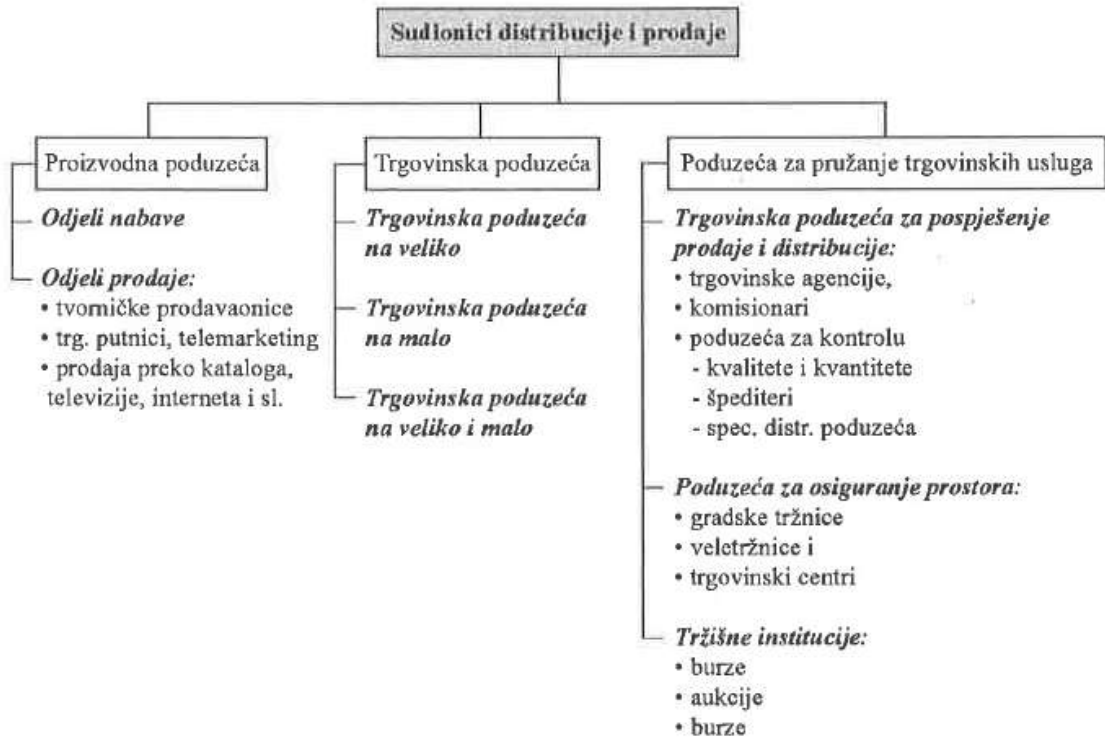 Sudionici distribucije i prodaje
Proizvodna poduzeća
Odjeli nabave
Odjeli prodaje:
• tvorničke prodavaonice
• trg. putnici, telemarketing
• prodaja preko kataloga,
televizije, interneta i sl.
Trgovinska poduzeća
Trgovinska poduzeća
na veliko
Trgovinska poduzeća
na malo
Trgovinska poduzeća
na veliko i malo
Poduzeća za pružanje trgovinskih usluga
Trgovinska poduzeća za pospješenje
prodaje i distribucije:
• trgovinske agencije,
• komisionari
• poduzeća za kontrolu
- kvalitete i kvantitete
- špediteri
- spec. distr. poduzeća
Poduzeća za osiguranje prostora:
• gradske tržnice
• veletržnice i
• trgovinski centri
Tržišne institucije:
• burze
• aukcije
• burze